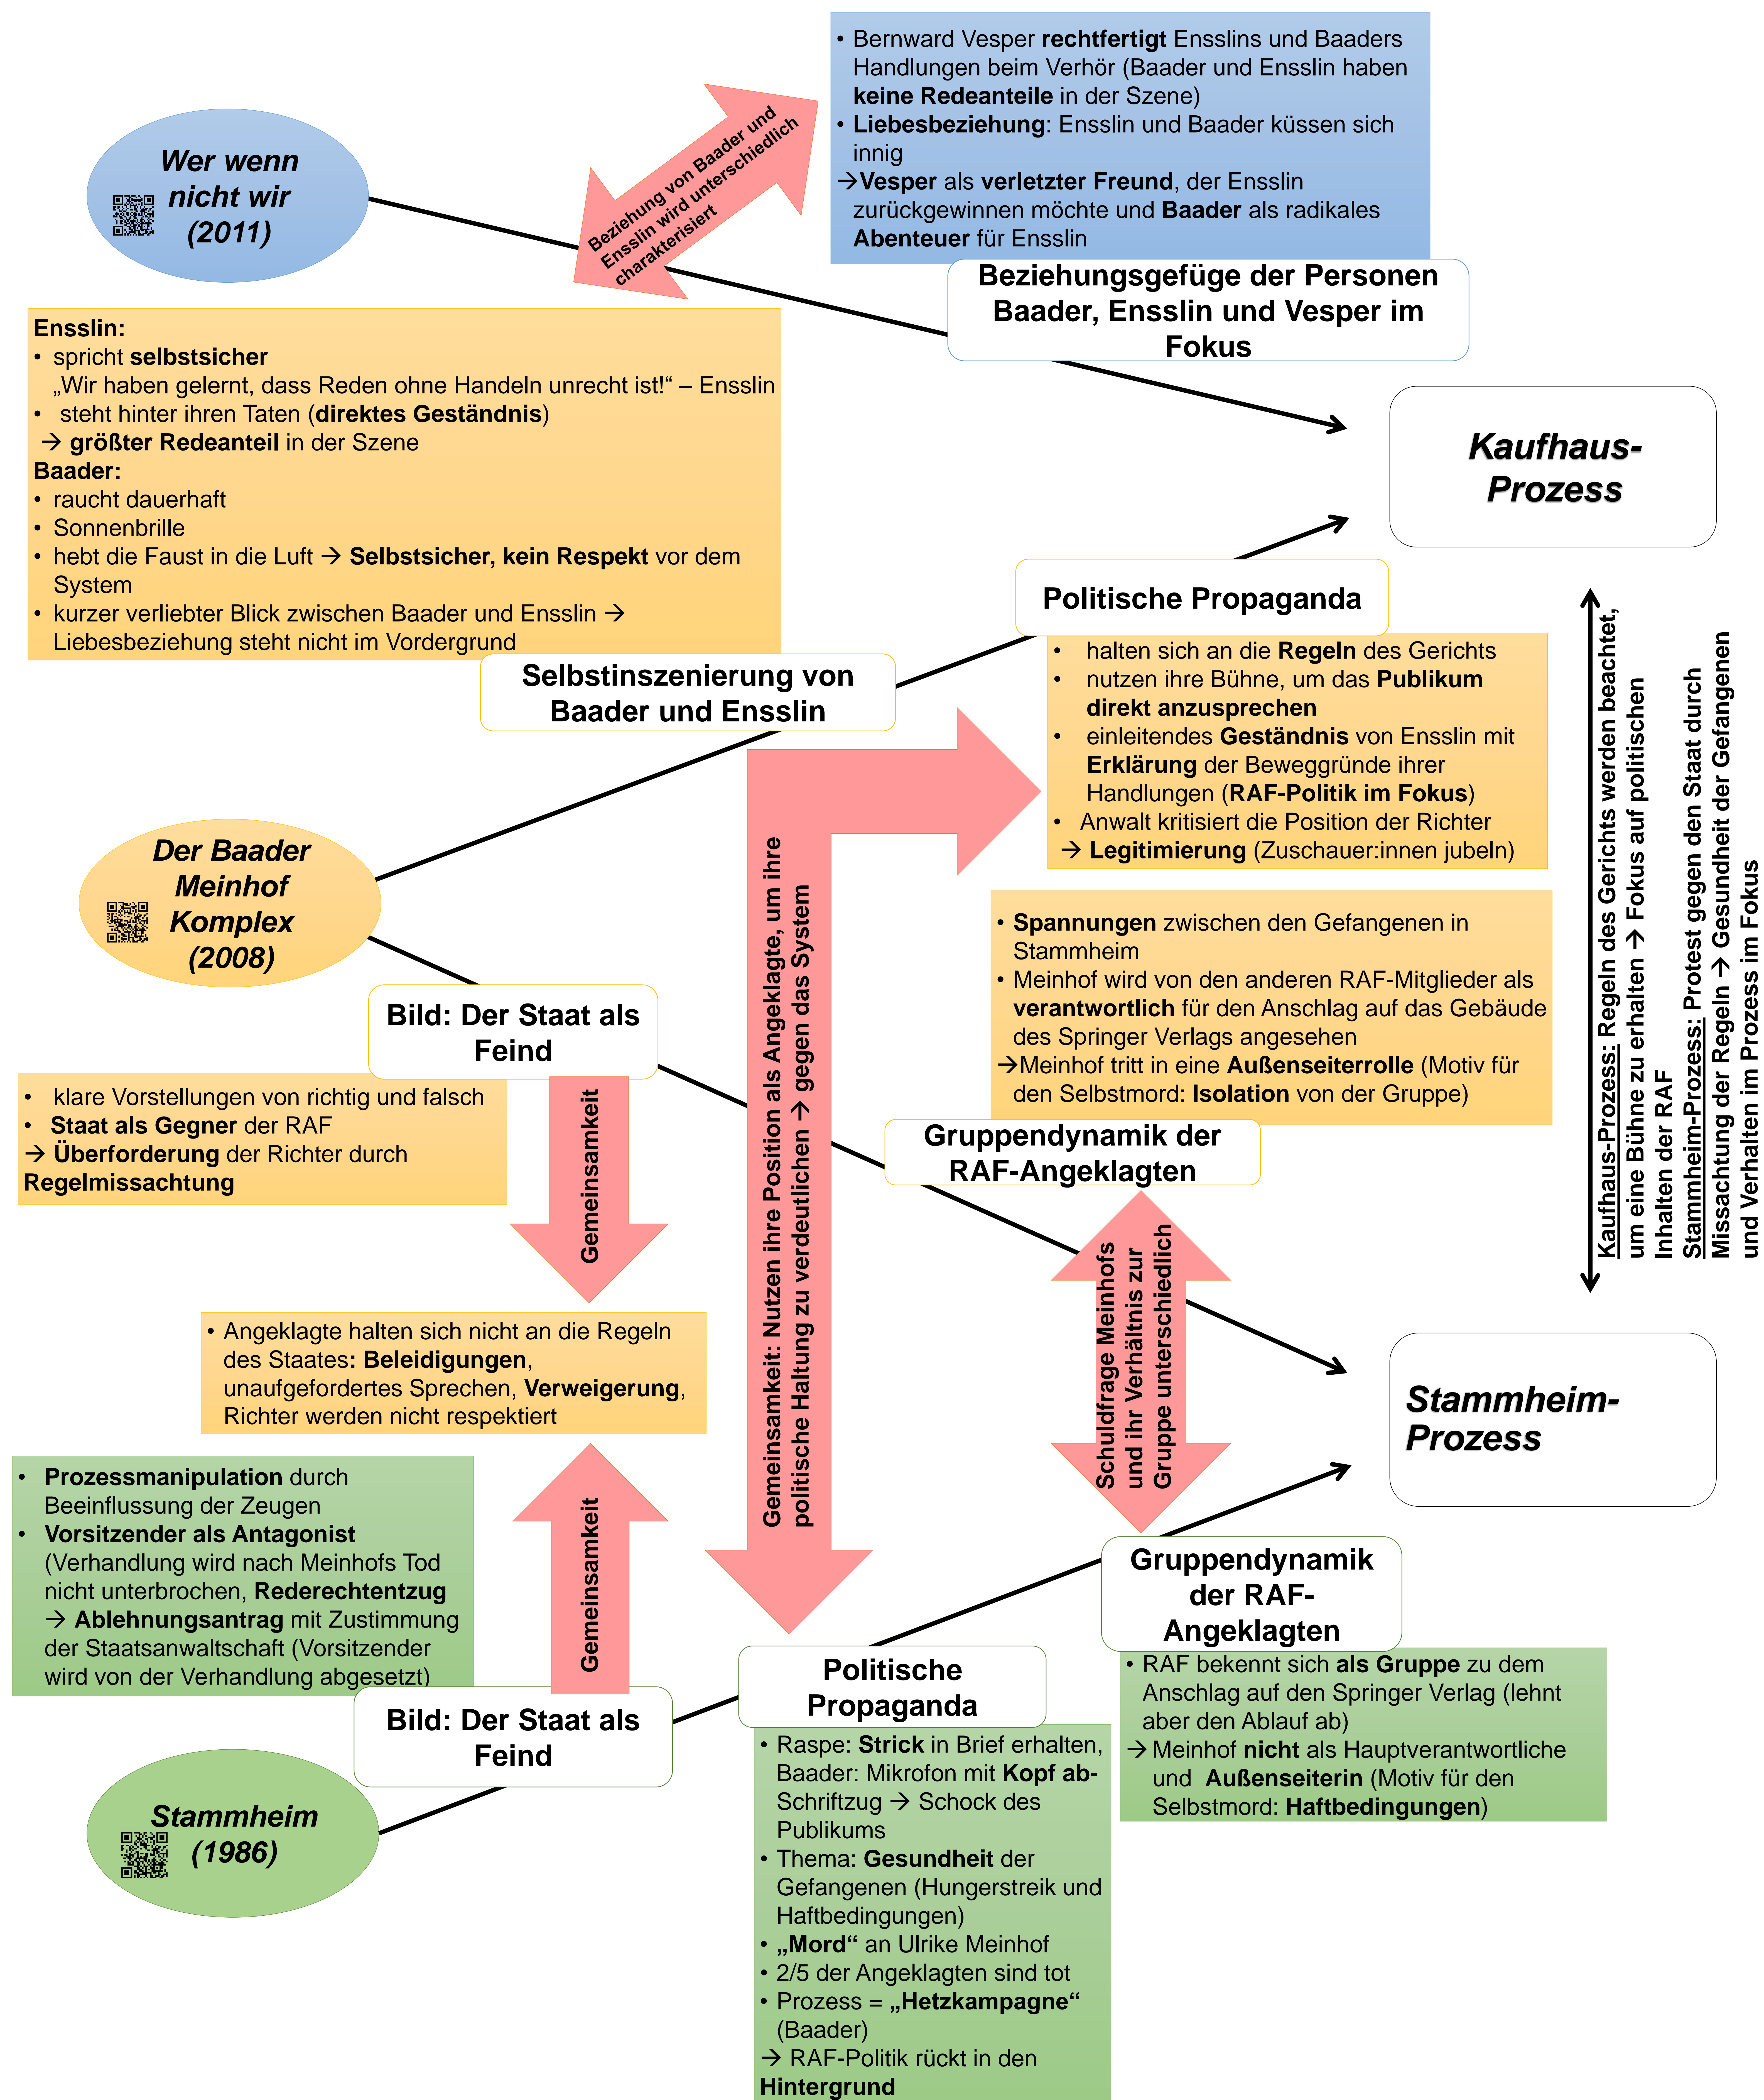 • Bernward Vesper rechtfertigt Ensslins und Baaders
Handlungen beim Verhör (Baader und Ensslin haben
keine Redeanteile in der Szene)
• Liebesbeziehung: Ensslin und Baader küssen sich
innig
→Vesper als verletzter Freund, der Ensslin
zurückgewinnen möchte und Baader als radikales
Abenteuer für Ensslin
Wer wenn
nicht wir
(2011)
Beziehung von Baader und
Ensslin wird unterschiedlich
charakterisiert
Beziehungsgefüge der Personen
Baader, Ensslin und Vesper im
Fokus
Ensslin:
• spricht selbstsicher
„Wir haben gelernt, dass Reden ohne Handeln unrecht ist!“ – Ensslin
• steht hinter ihren Taten (direktes Geständnis)
→ größter Redeanteil in der Szene
Baader:
• raucht dauerhaft
• Sonnenbrille
• hebt die Faust in die Luft → Selbstsicher, kein Respekt vor dem
System
• kurzer verliebter Blick zwischen Baader und Ensslin →
Liebesbeziehung steht nicht im Vordergrund
Kaufhaus-
Prozess
Selbstinszenierung von
Baader und Ensslin
Politische Propaganda
• halten sich an die Regeln des Gerichts
• nutzen ihre Bühne, um das Publikum
direkt anzusprechen
• einleitendes Geständnis von Ensslin mit
Erklärung der Beweggründe ihrer
Handlungen (RAF-Politik im Fokus)
• Anwalt kritisiert die Position der Richter
→ Legitimierung (Zuschauer:innen jubeln)
Kaufhaus-Prozess: Regeln des Gerichts werden beachtet,
um eine Bühne zu erhalten → Fokus auf politischen
Inhalten der RAF
Stammheim-Prozess: Protest gegen den Staat durch
Missachtung der Regeln → Gesundheit der Gefangenen
und Verhalten im Prozess im Fokus
Der Baader
Meinhof
Komplex
(2008)
Gemeinsamkeit: Nutzen ihre Position als Angeklagte, um ihre
politische Haltung zu verdeutlichen → gegen das System
• Spannungen zwischen den Gefangenen in
Stammheim
• Meinhof wird von den anderen RAF-Mitglieder als
verantwortlich für den Anschlag auf das Gebäude
des Springer Verlags angesehen
→Meinhof tritt in eine Außenseiterrolle (Motiv für
den Selbstmord: Isolation von der Gruppe)
Bild: Der Staat als
Feind
• klare Vorstellungen von richtig und falsch
• Staat als Gegner der RAF
→ Überforderung der Richter durch
Regelmissachtung
Gemeinsamkeit
Gruppendynamik der
RAF-Angeklagten
Schuldfrage Meinhofs
und ihr Verhältnis zur
Gruppe unterschiedlich
• Angeklagte halten sich nicht an die Regeln
des Staates: Beleidigungen,
unaufgefordertes Sprechen, Verweigerung,
Richter werden nicht respektiert
Stammheim-
Prozess
• Prozessmanipulation durch
Beeinflussung der Zeugen
• Vorsitzender als Antagonist
(Verhandlung wird nach Meinhofs Tod
nicht unterbrochen, Rederechtentzug
→ Ablehnungsantrag mit Zustimmung
der Staatsanwaltschaft (Vorsitzender
wird von der Verhandlung abgesetzt)
Gemeinsamkeit
Bild: Der Staat als
Feind
Politische
Propaganda
Gruppendynamik
der RAF-
Angeklagten
• RAF bekennt sich als Gruppe zu dem
Anschlag auf den Springer Verlag (lehnt
aber den Ablauf ab)
→ Meinhof nicht als Hauptverantwortliche
und Außenseiterin (Motiv für den
Selbstmord: Haftbedingungen)
Stammheim
(1986)
• Raspe: Strick in Brief erhalten,
Baader: Mikrofon mit Kopf ab-
Schriftzug → Schock des
Publikums
• Thema: Gesundheit der
Gefangenen (Hungerstreik und
Haftbedingungen)
• „Mord“ an Ulrike Meinhof
• 2/5 der Angeklagten sind tot
• Prozess = „Hetzkampagne“
(Baader)
→ RAF-Politik rückt in den
Hintergrund